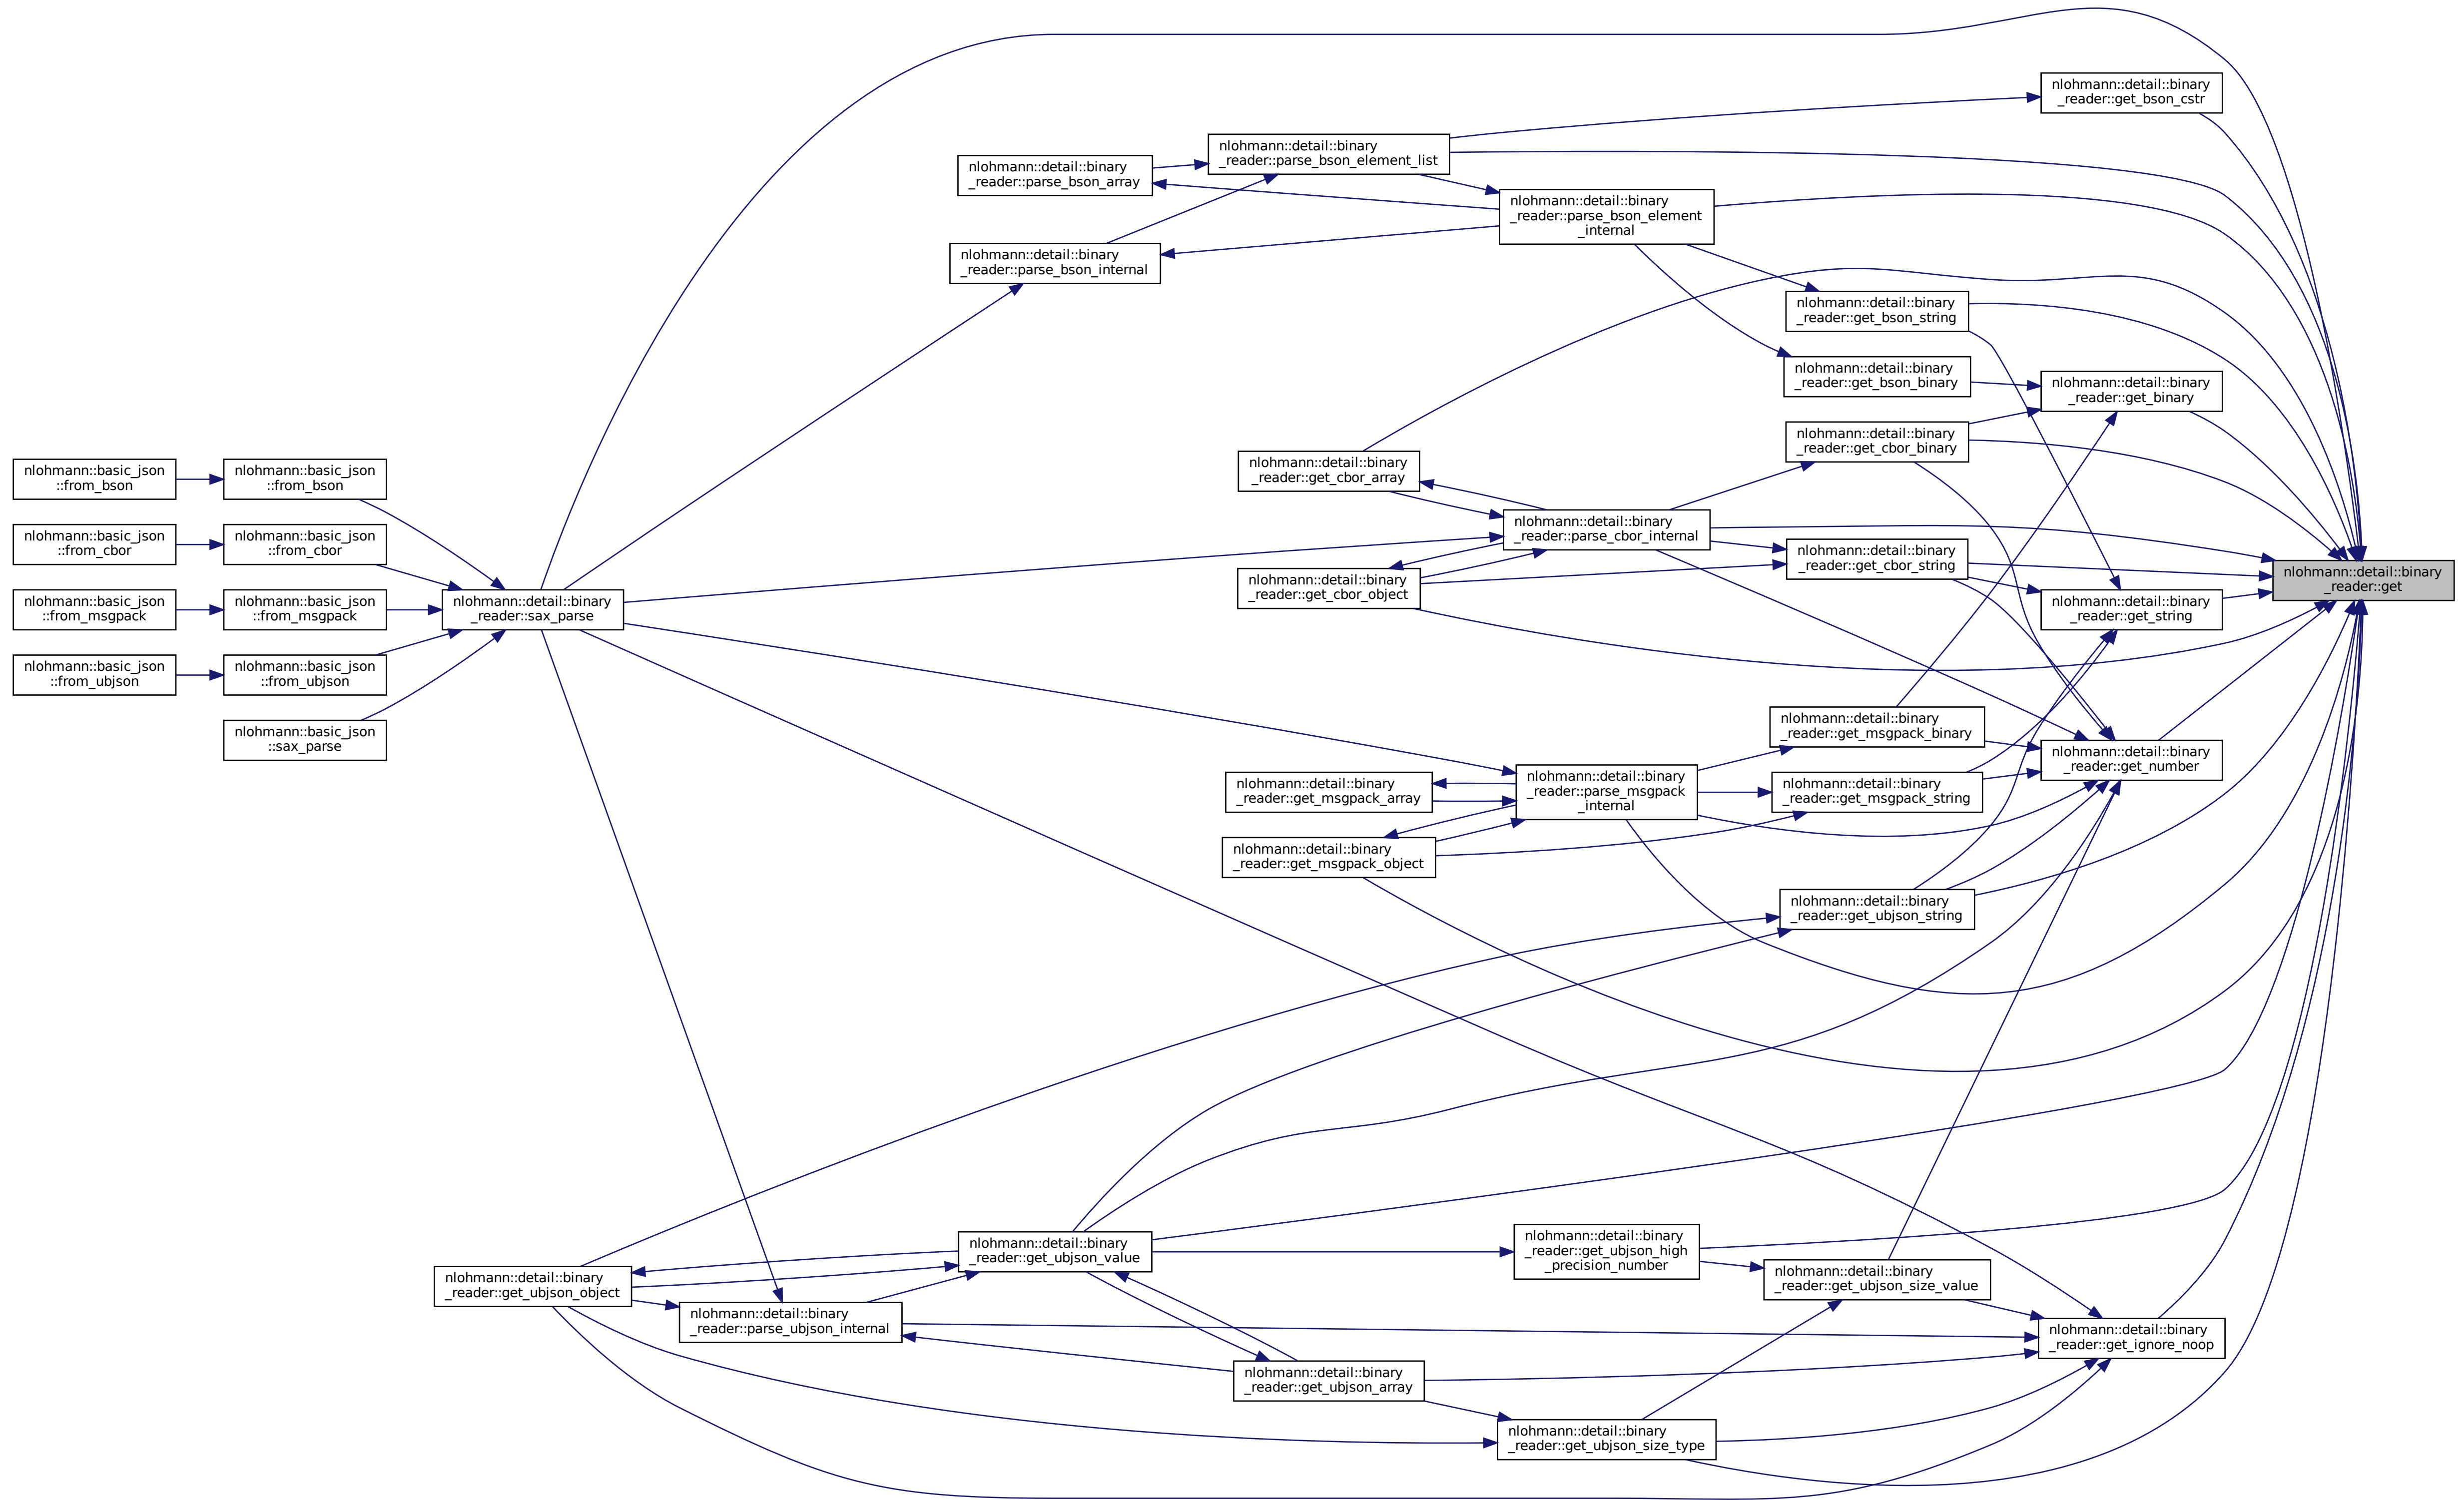 nlohmann::detail::binary
_reader::get_bson_cstr
nlohmann::detail::binary
_reader::parse_bson_element_list
nlohmann::detail::binary
_reader::parse_bson_array
nlohmann::detail::binary
_reader::parse_bson_element
_internal
nlohmann::detail::binary
_reader::parse_bson_internal
nlohmann::detail::binary
_reader::get_bson_string
nlohmann::detail::binary
_reader::get_bson_binary
nlohmann::detail::binary
_reader::get_binary
nlohmann::detail::binary
_reader::get_cbor_binary
nlohmann::detail::binary
_reader::get_cbor_array
nlohmann::basic_json
::from_bson
nlohmann::basic_json
::from_bson
nlohmann::detail::binary
_reader::parse_cbor_internal
nlohmann::basic_json
::from_cbor
nlohmann::basic_json
::from_cbor
nlohmann::detail::binary
_reader::get_cbor_string
nlohmann::detail::binary
_reader::get
nlohmann::detail::binary
_reader::get_cbor_object
nlohmann::basic_json
::from_msgpack
nlohmann::basic_json
::from_msgpack
nlohmann::detail::binary
_reader::sax_parse
nlohmann::detail::binary
_reader::get_string
nlohmann::basic_json
::from_ubjson
nlohmann::basic_json
::from_ubjson
nlohmann::basic_json
::sax_parse
nlohmann::detail::binary
_reader::get_msgpack_binary
nlohmann::detail::binary
_reader::get_number
nlohmann::detail::binary
_reader::get_msgpack_array
nlohmann::detail::binary
_reader::parse_msgpack
_internal
nlohmann::detail::binary
_reader::get_msgpack_string
nlohmann::detail::binary
_reader::get_msgpack_object
nlohmann::detail::binary
_reader::get_ubjson_string
nlohmann::detail::binary
_reader::get_ubjson_value
nlohmann::detail::binary
_reader::get_ubjson_high
_precision_number
nlohmann::detail::binary
_reader::get_ubjson_size_value
nlohmann::detail::binary
_reader::get_ubjson_object
nlohmann::detail::binary
_reader::parse_ubjson_internal
nlohmann::detail::binary
_reader::get_ignore_noop
nlohmann::detail::binary
_reader::get_ubjson_array
nlohmann::detail::binary
_reader::get_ubjson_size_type